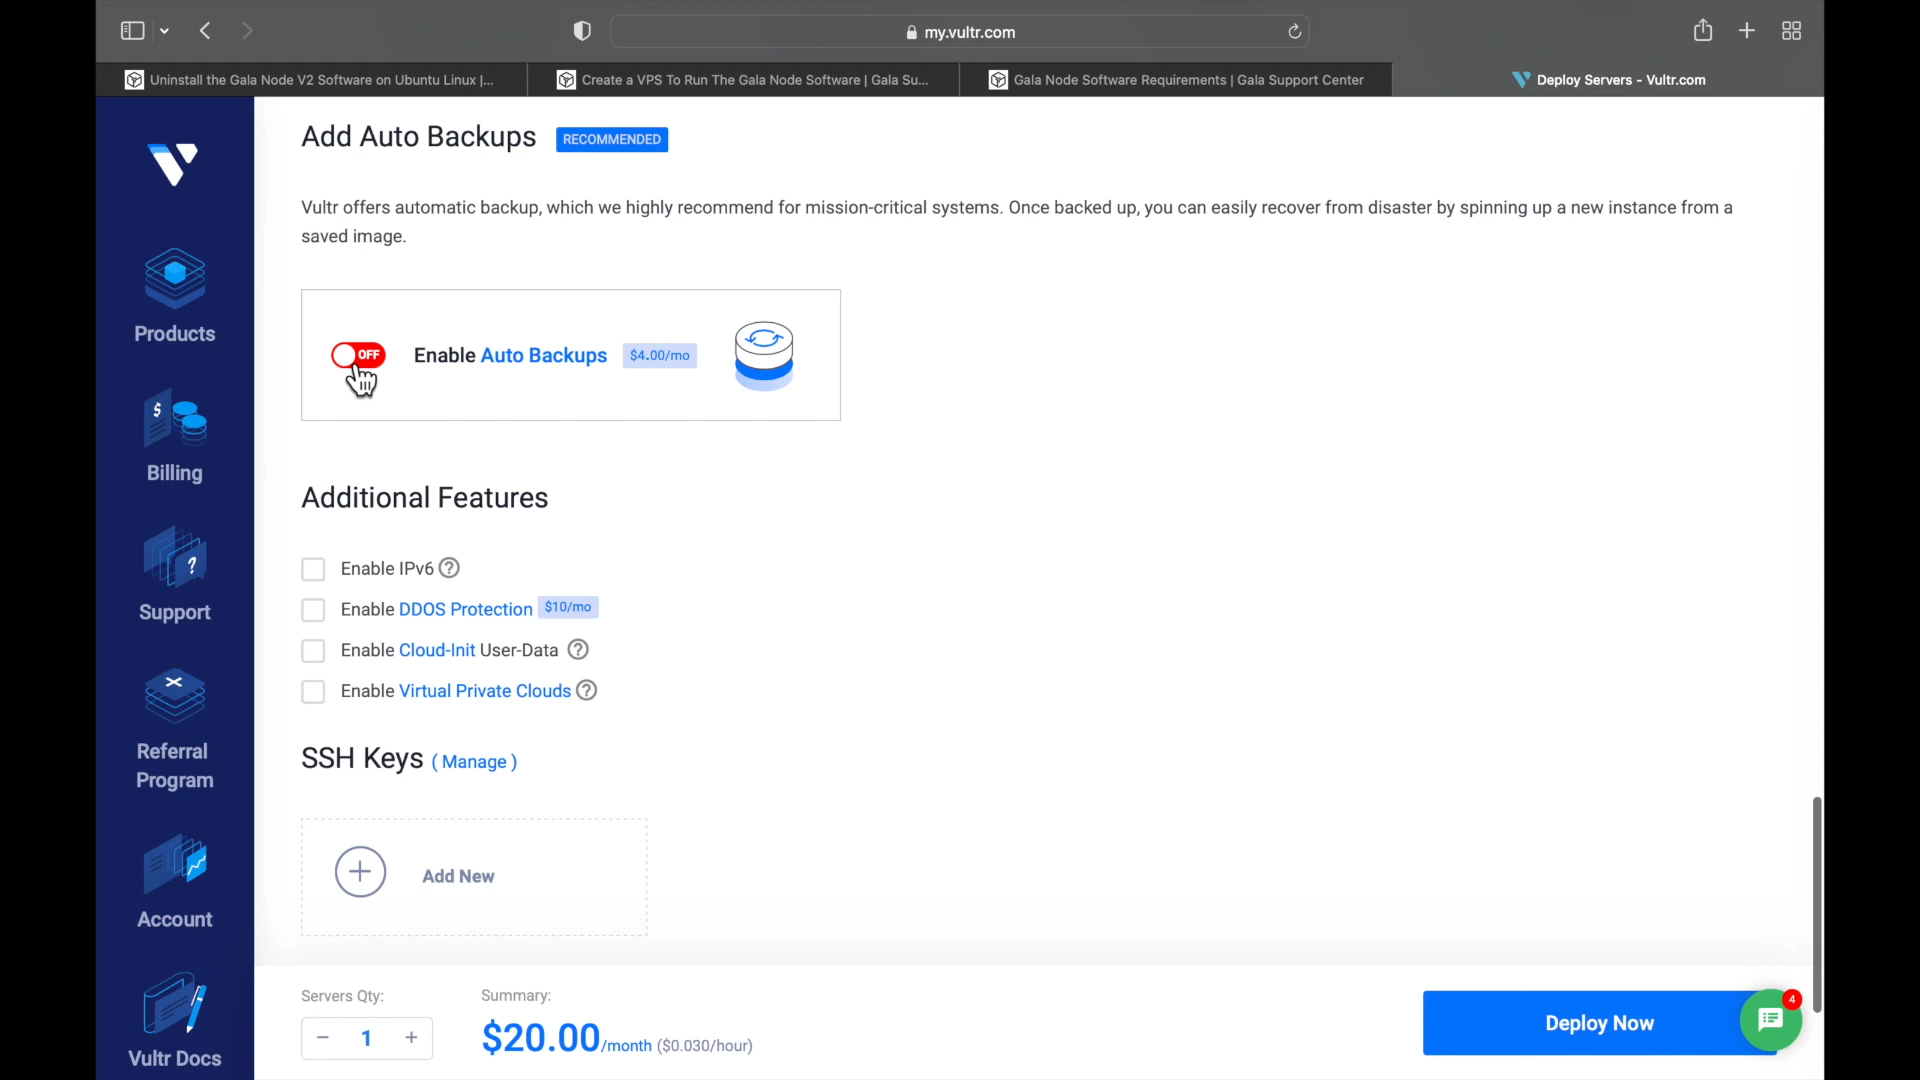 my.vultr.com
Uninstall the Gala Node V2 Software on Ubuntu Linux |...
Create a VPS To Run The Gala Node Software | Gala Su...
Gala Node Software Requirements | Gala Support Center
Deploy Servers - Vultr.com
Products
Billing
Support
Referral
Program
Account
Vultr Docs
Add Auto Backups RECOMMENDED
Vultr offers automatic backup, which we highly recommend for mission-critical systems. Once backed up, you can easily recover from disaster by spinning up a new instance from a
saved image.
OFF Enable Auto Backups $4.00/mo
Additional Features
Enable IPv6 ?
Enable DDOS Protection $10/mo
Enable Cloud-Init User-Data ?
Enable Virtual Private Clouds ?
SSH Keys ( Manage )
+ Add New
Servers Qty:
− 1 +
Summary:
$20.00/month ($0.030/hour)
Deploy Now
4